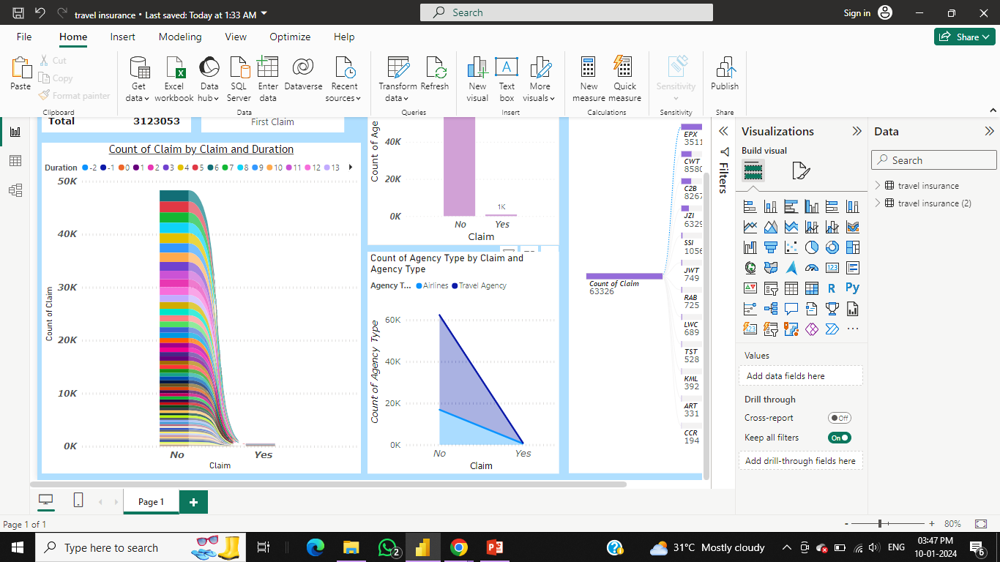 travel insurance • Last saved: Today at 1:33 AM
Search
Sign in
File
Home
Insert
Modeling
View
Optimize
Help
Share
Paste
Cut
Copy
Format painter
Clipboard
Get data
Excel workbook
Data hub
SQL Server
Enter data
Dataverse
Recent sources
Data
Transform data
Refresh
Queries
New visual
Text box
More visuals
Insert
New measure
Quick measure
Calculations
Sensitivity
Sensitivity
Publish
Share
Total 3123053
First Claim
Count of Claim by Claim and Duration
Duration -2 -1 0 1 2 3 4 5 6 7 8 9 10 11 12 13
50K
40K
30K
20K
10K
0K
Count of Claim
No
Yes
Claim
Count of Age
40K
20K
0K
1K
No
Yes
Claim
Count of Agency Type by Claim and
Agency Type
Agency T... Airlines Travel Agency
60K
40K
20K
0K
Count of Agency Type
No
Yes
Claim
Count of Claim
63326
EPX
3511
CWT
8580
C2B
8267
JZI
6329
SSI
1056
JWT
749
RAB
725
LWC
689
TST
528
KML
392
ART
331
CCR
194
Filters
Visualizations
Build visual
123
R
Py
123
Values
Add data fields here
Drill through
Cross-report
Off
Keep all filters
On
Add drill-through fields here
Data
Search
travel insurance
travel insurance (2)
Page 1
Page 1 of 1
- + 80%
Type here to search
2
31°C Mostly cloudy
ENG
03:47 PM
10-01-2024
6